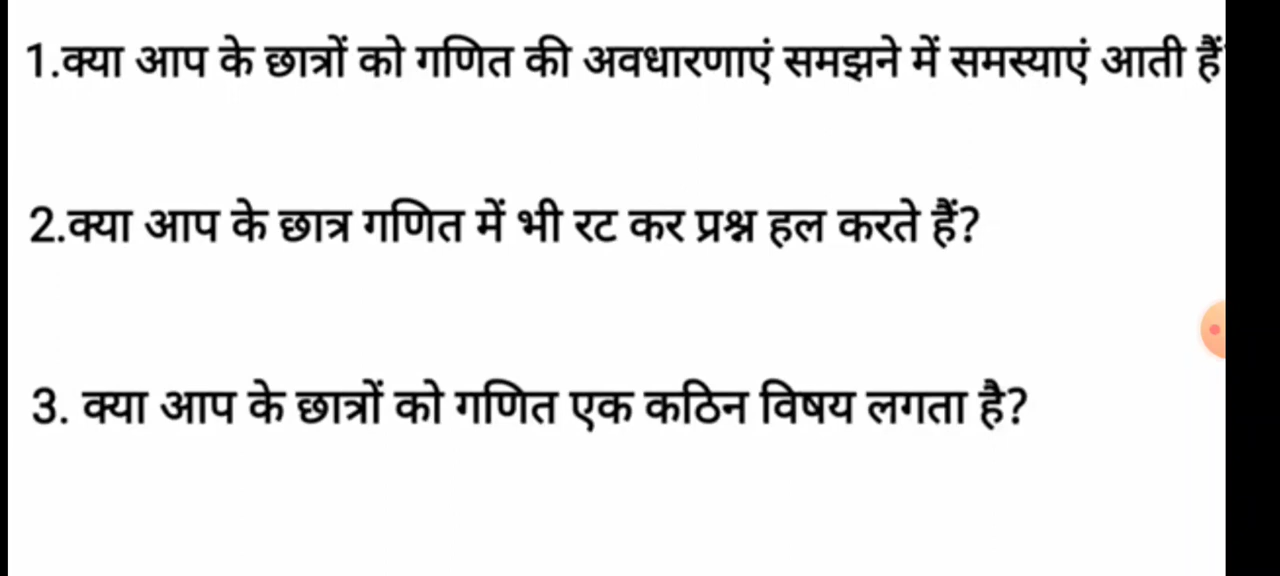 1.क्या आप के छात्रों को गणित की अवधारणाएं समझने में समस्याएं आती हैं
2.क्या आप के छात्र गणित में भी रट कर प्रश्न हल करते हैं?
3. क्या आप के छात्रों को गणित एक कठिन विषय लगता है?